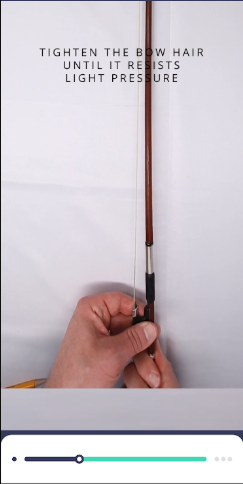 TIGHTEN THE BOW HAIR
UNTIL IT RESISTS
LIGHT PRESSURE